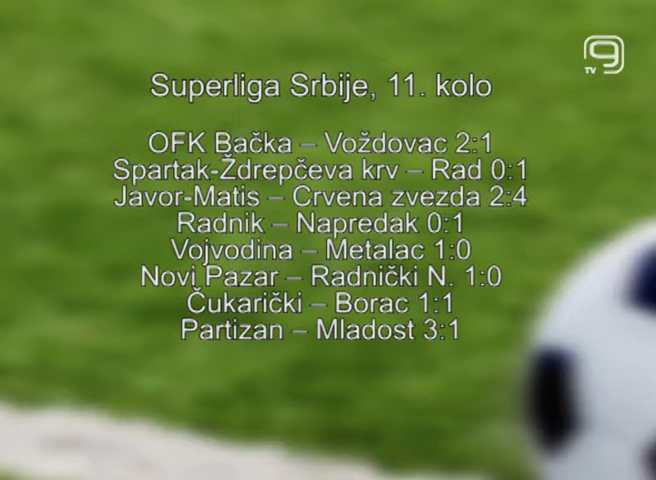 9
TV
Superliga Srbije, 11. kolo
OFK Bačka – Voždovac 2:1
Spartak-Ždrepčeva krv – Rad 0:1
Javor-Matis – Crvena zvezda 2:4
Radnik – Napredak 0:1
Vojvodina – Metalac 1:0
Novi Pazar – Radnički N. 1:0
Čukarički – Borac 1:1
Partizan – Mladost 3:1